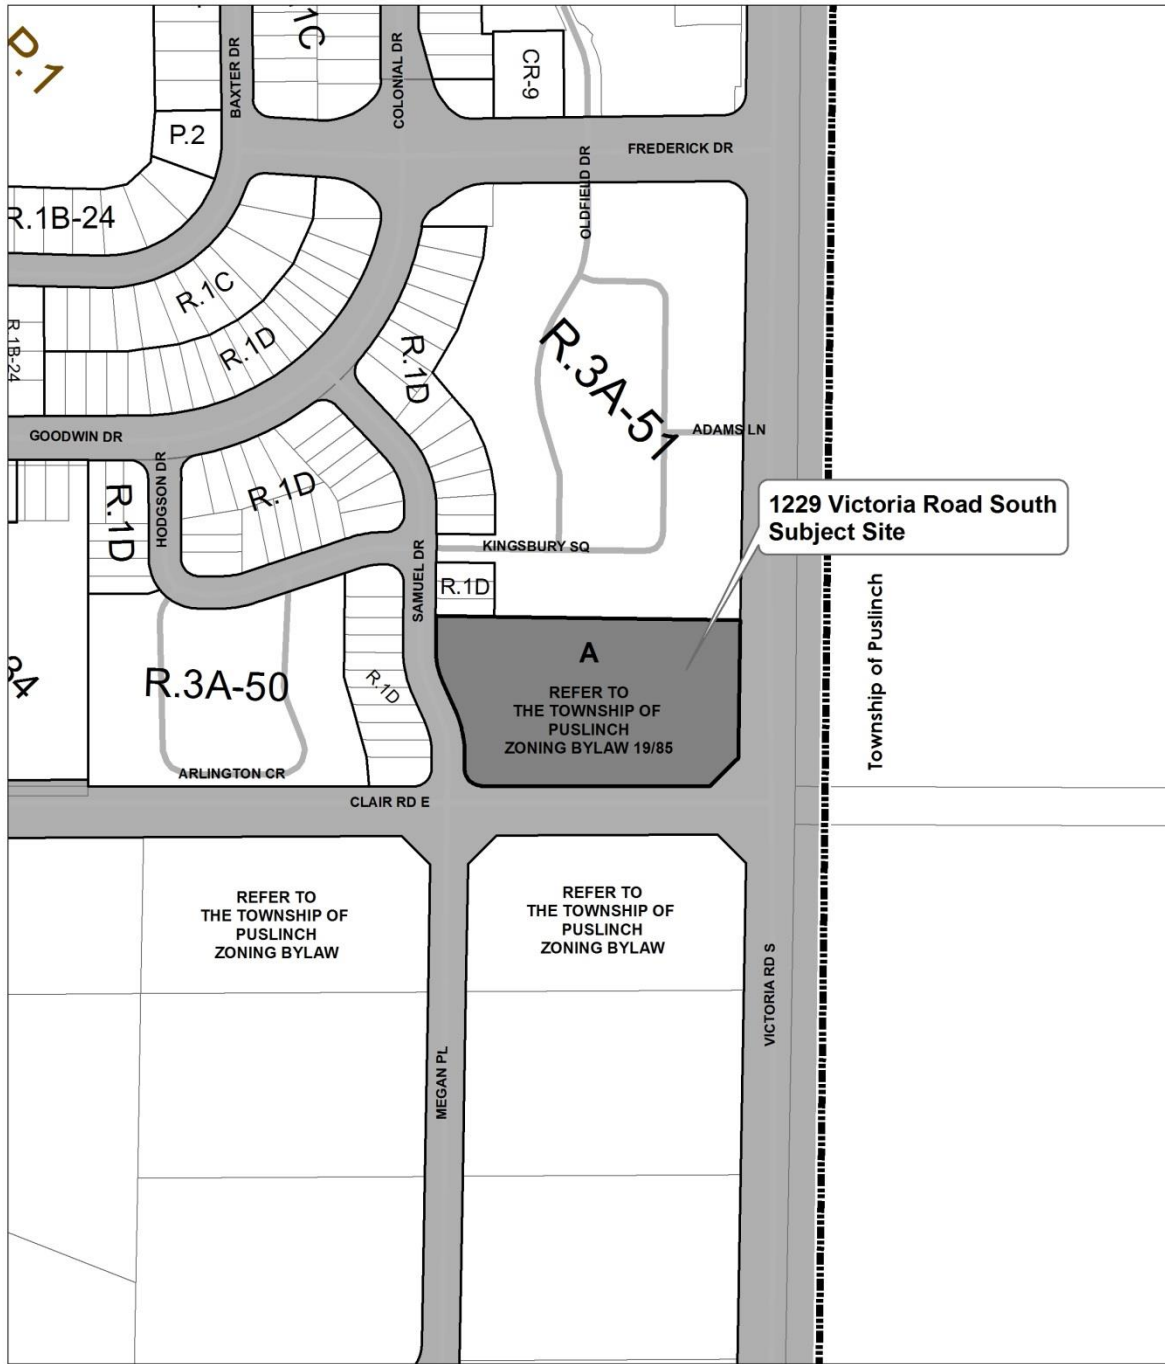 P.1
BAXTER DR
.1C
COLONIAL DR
CR-9
P.2
FREDERICK DR
OLDFIELD DR
R.1B-24
R.1C
R.1D
R.1B-24
R.1D
R.3A-51
ADAMS LN
GOODWIN DR
HODGSON DR
R.1D
R.1D
1229 Victoria Road South
Subject Site
KINGSBURY SQ
SAMUEL DR
R.1D
Township of Puslinch
A
REFER TO
THE TOWNSHIP OF
PUSLINCH
ZONING BYLAW 19/85
84
R.3A-50
R.1D
ARLINGTON CR
CLAIR RD E
REFER TO
THE TOWNSHIP OF
PUSLINCH
ZONING BYLAW
REFER TO
THE TOWNSHIP OF
PUSLINCH
ZONING BYLAW
VICTORIA RD S
MEGAN PL